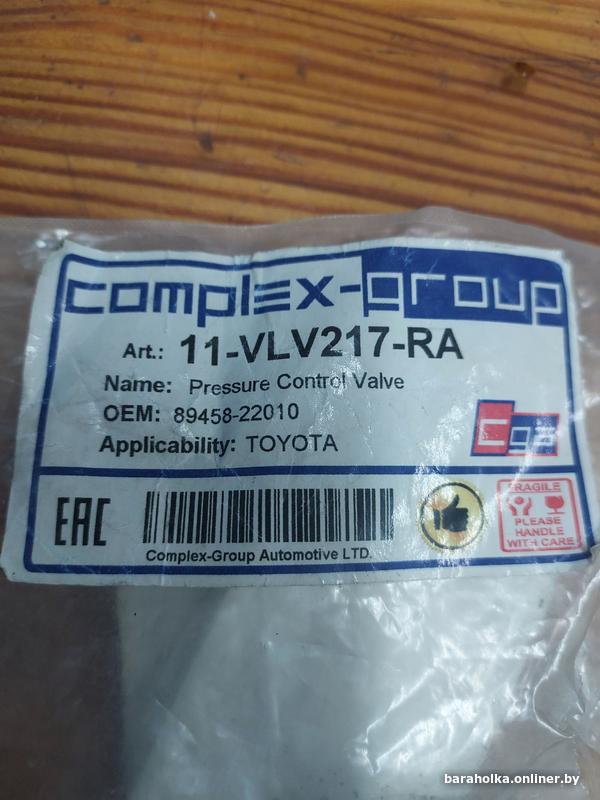 complex-group
Art.: 11-VLV217-RA
Name: Pressure Control Valve
OEM: 89458-22010
Applicability: TOYOTA
EAC
Complex-Group Automotive LTD.
FRAGILE
PLEASE
HANDLE
WITH CARE
baraholka.onliner.by